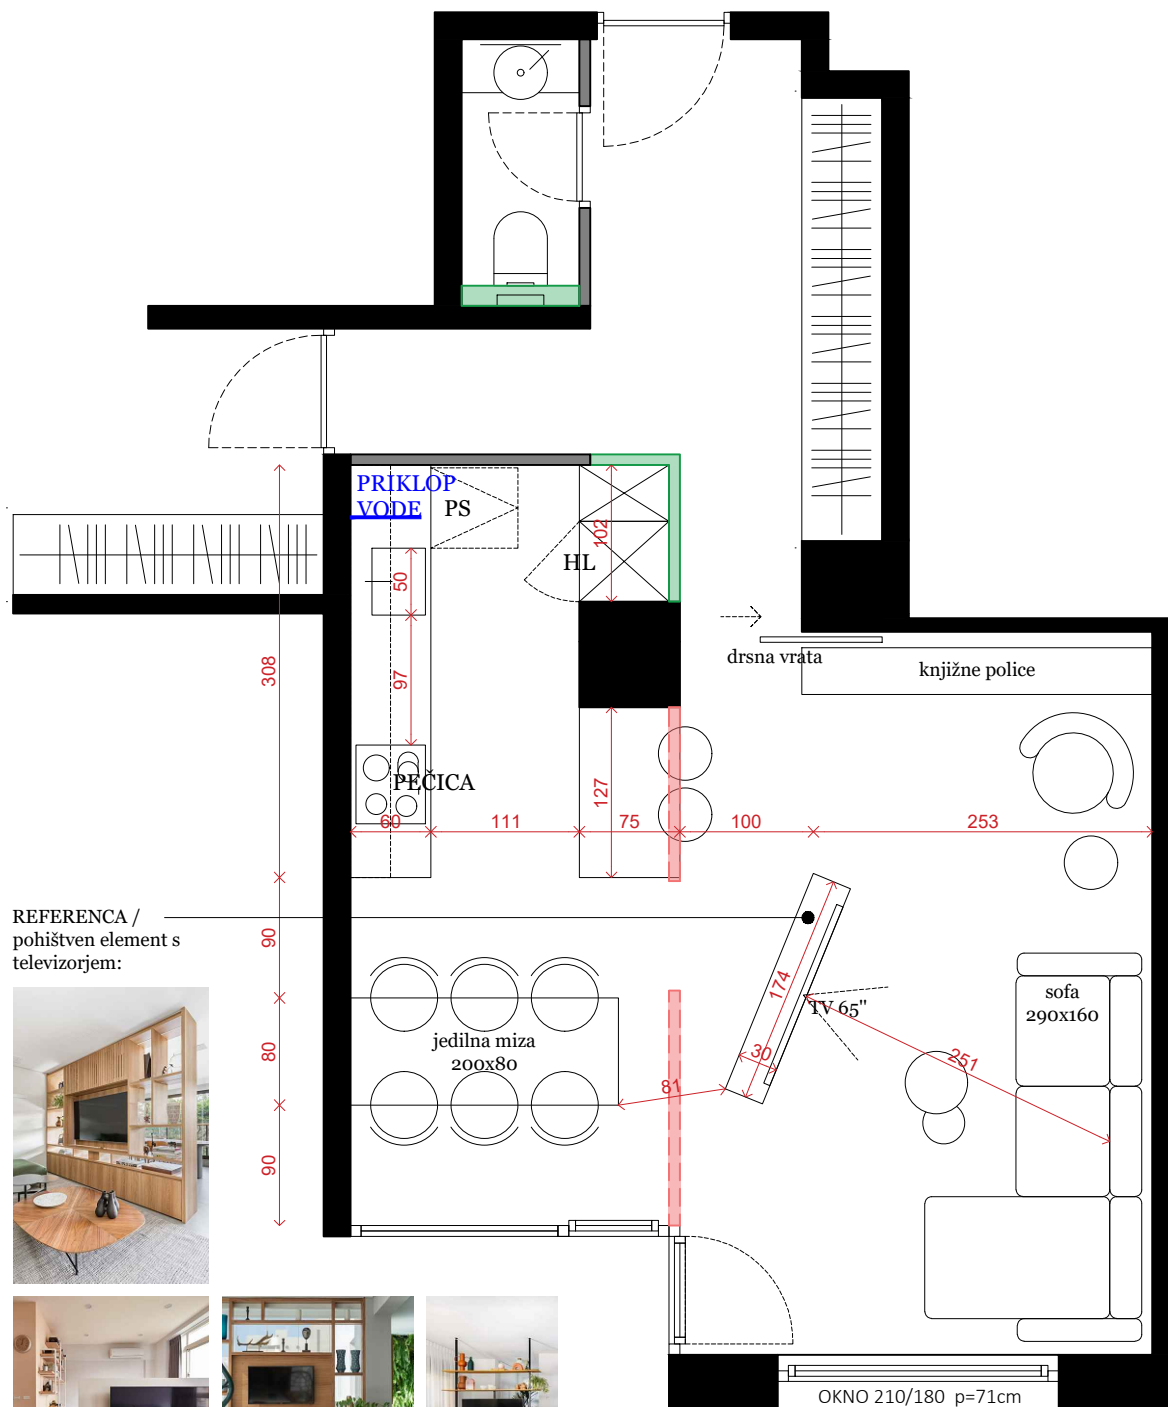 PRIKLOP
VODE
PS
102
50
HL
308
97
drsna vrata
knjižne police
PEČICA
127
60
111
75
100
253
REFERENCA /
pohištven element s
televizorjem:
90
174
TV 65"
sofa
290x160
jedilna miza
200x80
80
30
251
81
90
OKNO 210/180 p=71cm